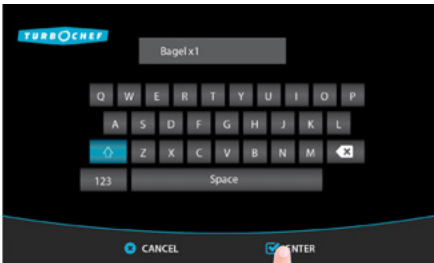 TURBOCHEF
Bagel x1
Q W E R T Y U I O P
A S D F G H J K L
Z X C V B N M
123 Space
CANCEL ENTER